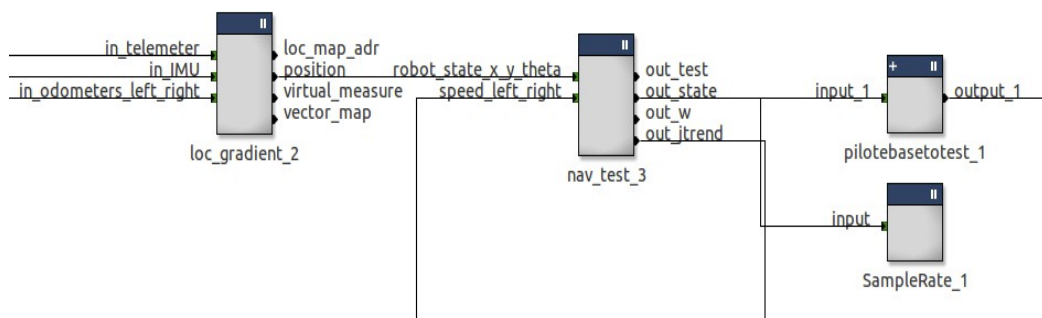 in_telemeter
in_IMU
in_odometers_left_right
loc_map_adr
position
virtual_measure
vector_map
loc_gradient_2
robot_state_x_y_theta
speed_left_right
out_test
out_state
out_w
out_jtrend
nav_test_3
input_1
+
output_1
pilotebasetotest_1
input
SampleRate_1